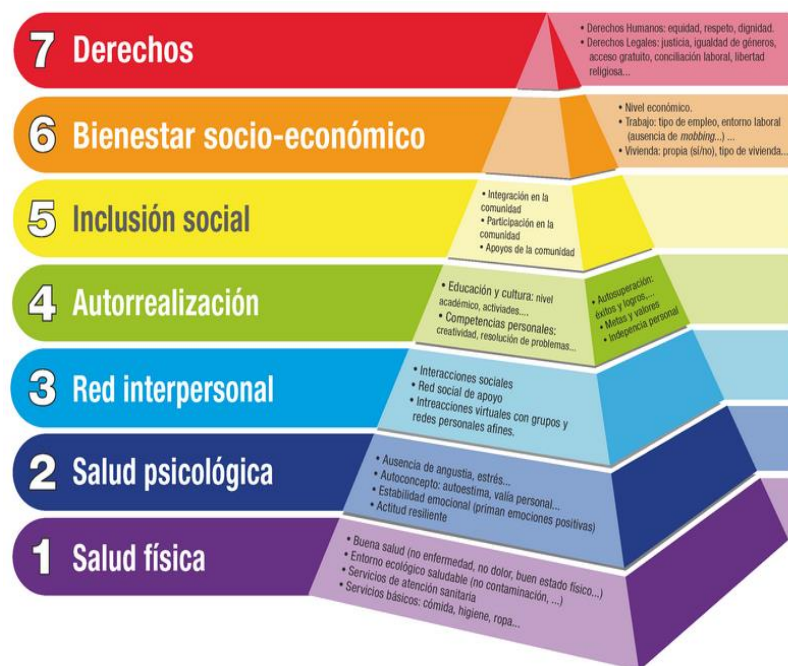 7 Derechos
• Derechos Humanos: equidad, respeto, dignidad.
• Derechos Legales: justicia, igualdad de géneros,
acceso gratuito, conciliación laboral, libertad
religiosa...
6 Bienestar socio-económico
• Nivel económico.
• Trabajo: tipo de empleo, entorno laboral
(ausencia de mobbing...) ...
• Vivienda: propia (sí/no), tipo de vivienda...
5 Inclusión social
• Integración en la
comunidad
• Participación en la
comunidad
• Apoyos de la comunidad
4 Autorrealización
• Educación y cultura: nivel
académico, activiades....
• Competencias personales:
creatividad, resolución de problemas...
• Autosuperación:
éxitos y logros,...
• Metas y valores
• Indepencia personal
3 Red interpersonal
• Interacciones sociales
• Red social de apoyo
• Intreacciones virtuales con grupos y
redes personales afines.
2 Salud psicológica
• Ausencia de angustia, estrés...
• Autoconcepto: autoestima, valía personal...
• Estabilidad emocional (priman emociones positivas)
• Actitud resiliente
1 Salud física
• Buena salud (no enfermedad, no dolor, buen estado físico...)
• Entorno ecológico saludable (no contaminación, ...)
• Servicios de atención sanitaria
• Servicios básicos: cómida, higiene, ropa...